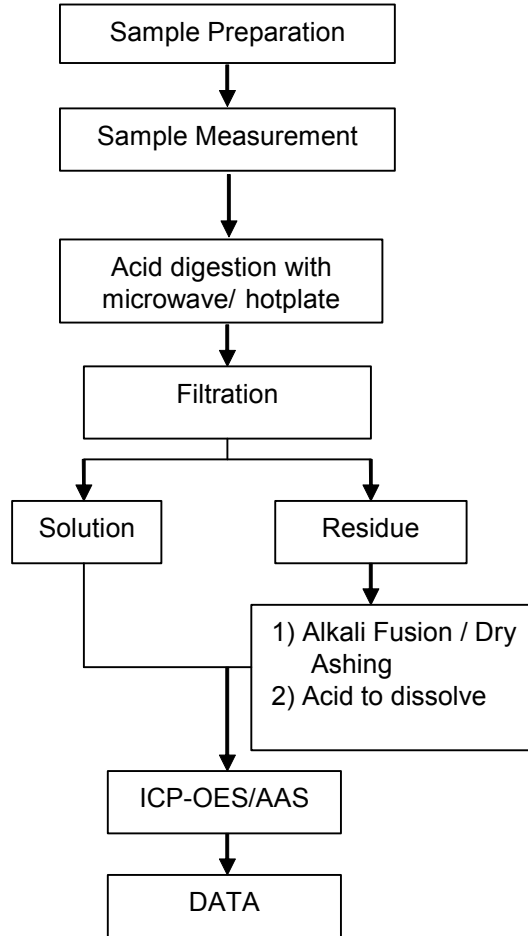 Sample Preparation
Sample Measurement
Acid digestion with
microwave/ hotplate
Filtration
Solution
Residue
1) Alkali Fusion / Dry
Ashing
2) Acid to dissolve
ICP-OES/AAS
DATA